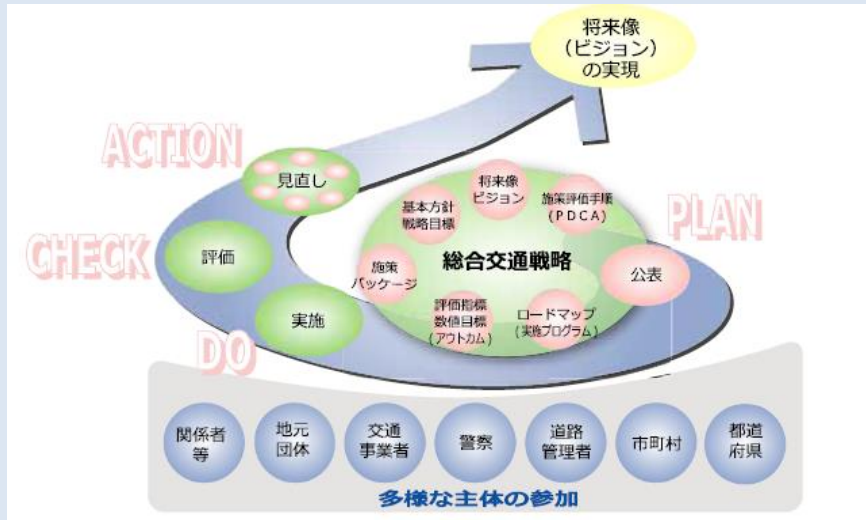 将来像
（ビジョン）
の実現
ACTION
見直し
将来像
ビジョン
基本方針
戦略目標
施策評価手順
（PDCA）
PLAN
CHECK
評価
総合交通戦略
施策
パッケージ
公表
実施
評価指標
数値目標
（アウトカム）
ロードマップ
（実施プログラム）
DO
関係者
等
地元
団体
交通
事業者
警察
道路
管理者
市町村
都道
府県
多様な主体の参加